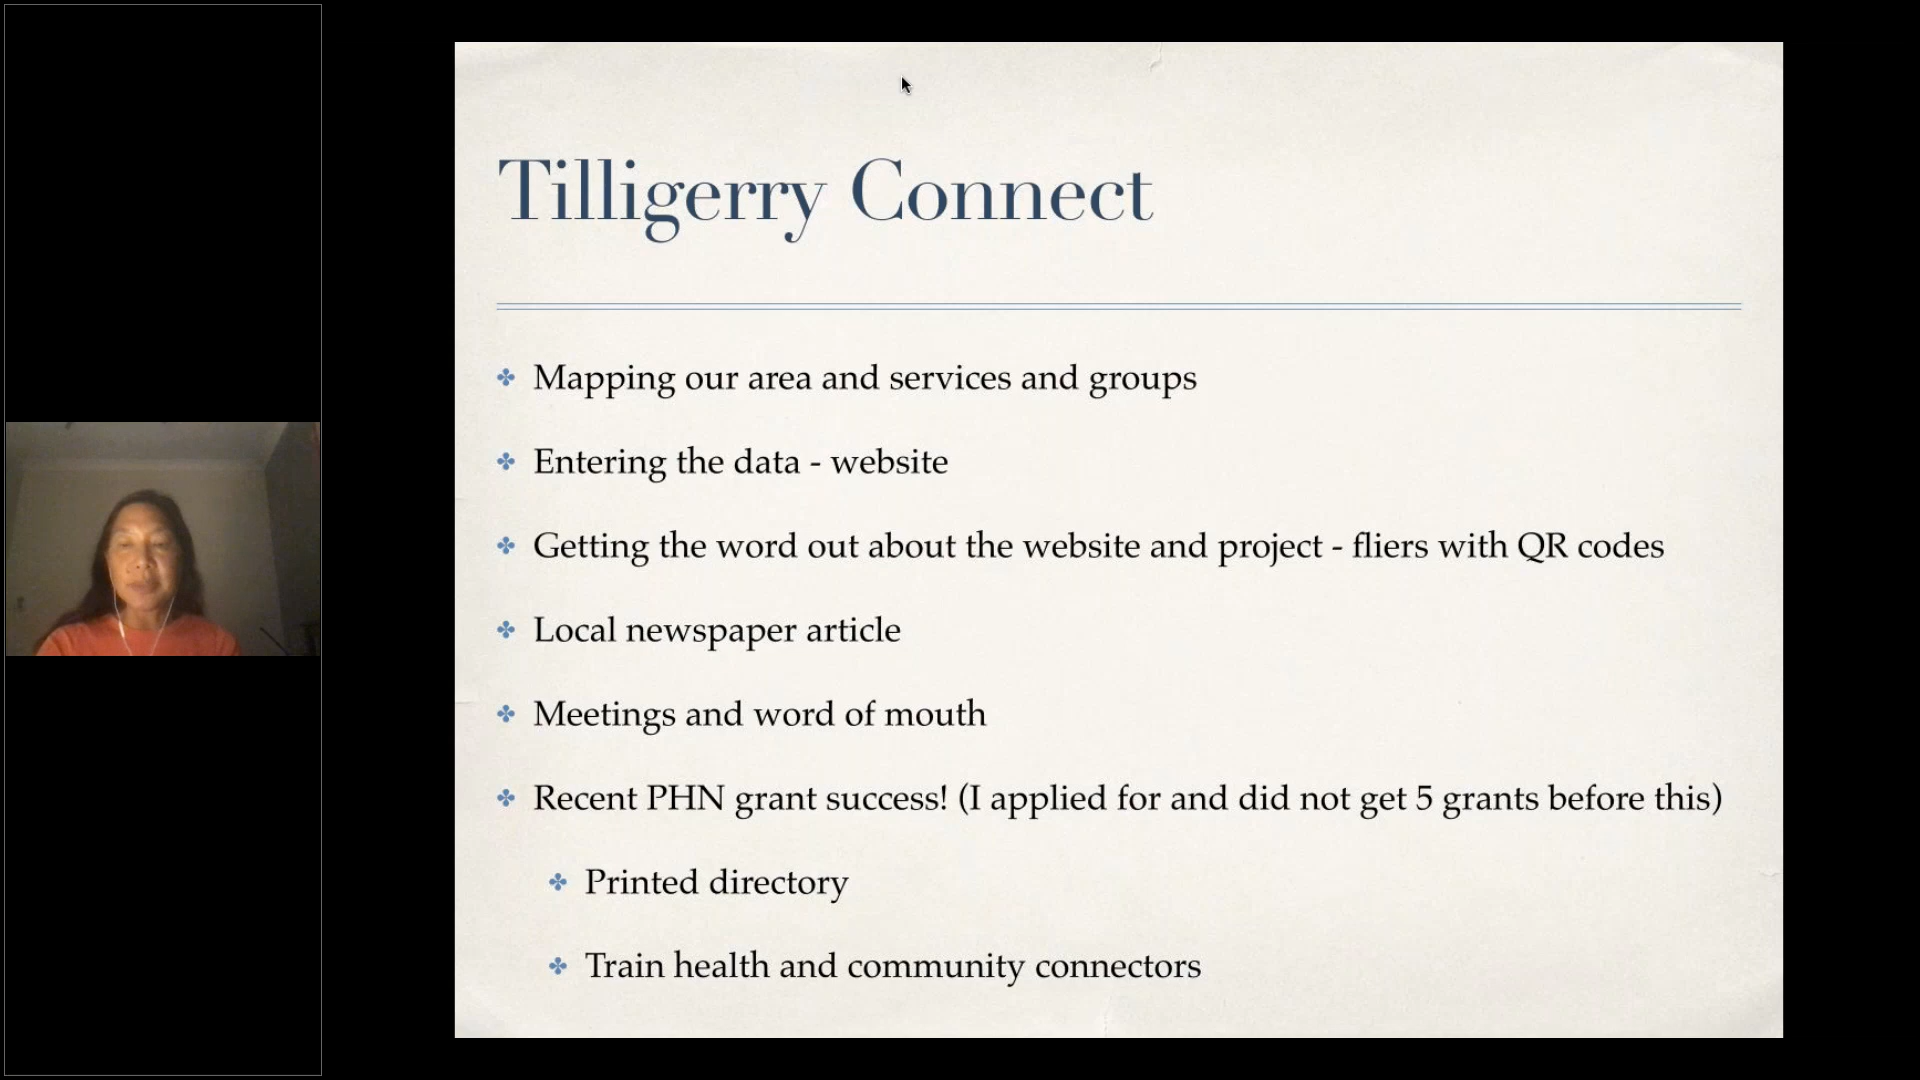 Tilligerry Connect
Mapping our area and services and groups
Entering the data - website
Getting the word out about the website and project - fliers with QR codes
Local newspaper article
Meetings and word of mouth
Recent PHN grant success! (I applied for and did not get 5 grants before this)
Printed directory
Train health and community connectors